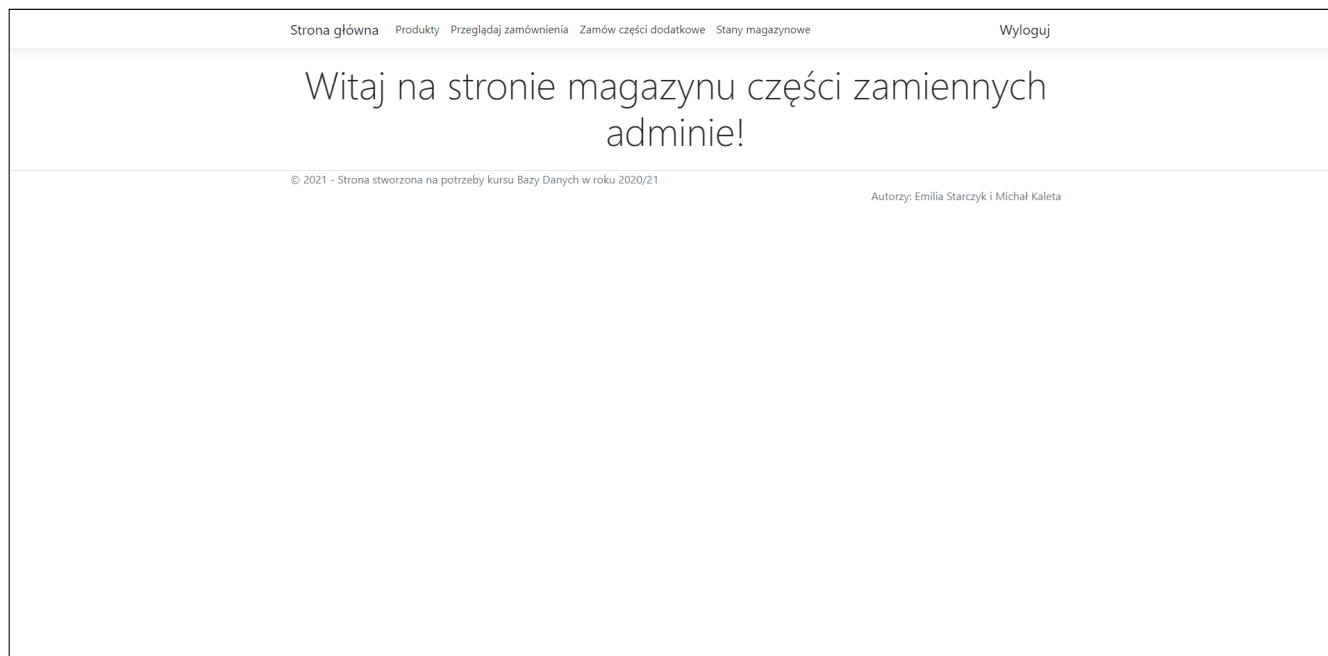 Strona główna Produkty Przeglądaj zamównienia Zamów części dodatkowe Stany magazynowe Wyloguj
Witaj na stronie magazynu części zamiennych
adminie!
© 2021 - Strona stworzona na potrzeby kursu Bazy Danych w roku 2020/21
Autorzy: Emilia Starczyk i Michał Kaleta